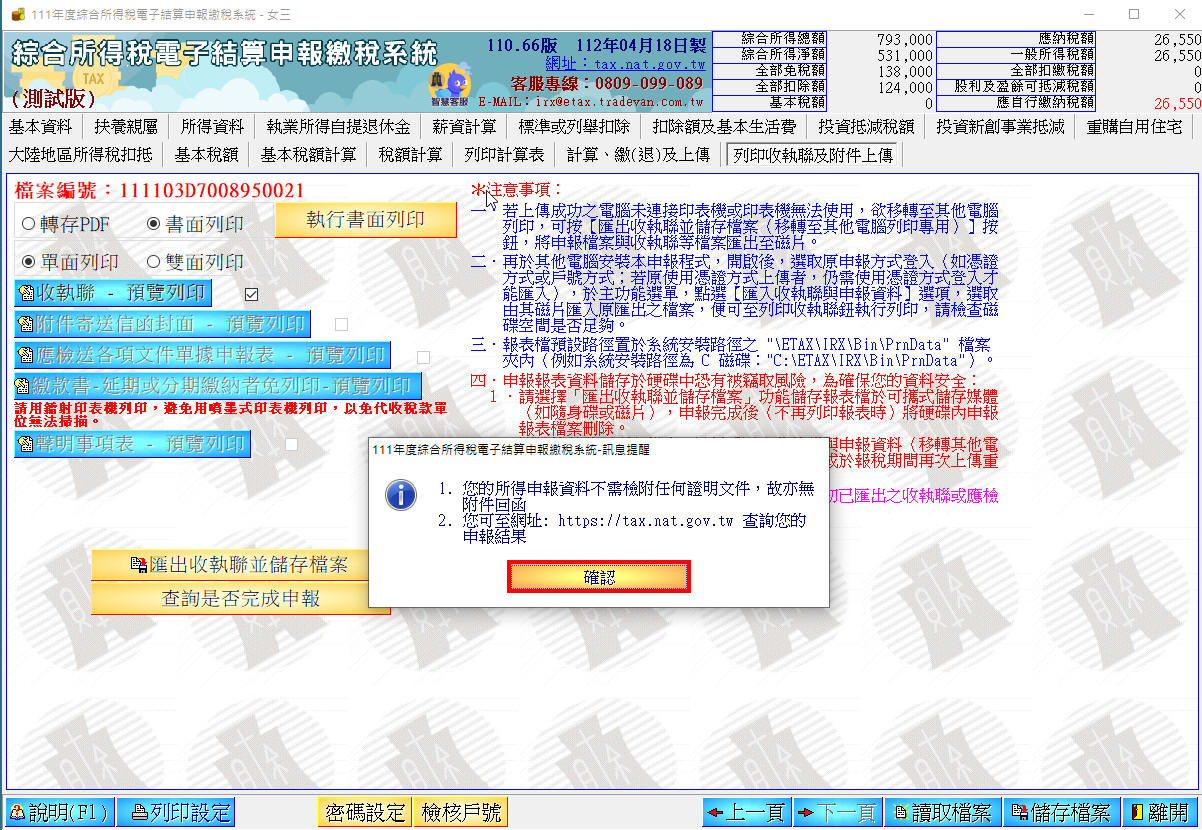 111年度綜合所得稅電子結算申報繳稅系統 - 女三
綜合所得稅電子結算申報繳稅系統
TAX
(測試版)
110.66版 112年04月18日製
網址：tax.nat.gov.tw
客服專線：0809-099-089
E-MAIL：irx@etax.tradevan.com.tw
智慧客服
綜合所得總額 793,000 應納稅額 26,550
綜合所得淨額 531,000 一般所得稅額 26,550
全部免稅額 138,000 全部扣繳稅額 0
全部扣除額 124,000 股利及盈餘可抵減稅額 0
基本稅額 0 應自行繳納稅額 26,550
基本資料 扶養親屬 所得資料 執業所得自提退休金 薪資計算 標準或列舉扣除 扣除額及基本生活費 投資抵減稅額 投資新創事業抵減 重購自用住宅
大陸地區所得稅扣抵 基本稅額 基本稅額計算 稅額計算 列印計算表 計算、繳(退)及上傳 列印收執聯及附件上傳
檔案編號：111103D7008950021
轉存PDF 書面列印 執行書面列印
單面列印 雙面列印
收執聯 - 預覽列印
附件寄送信函封面 - 預覽列印
應檢送各項文件單據申報表 - 預覽列印
繳款書-延期或分期繳納者免列印-預覽列印
請用鐳射印表機列印，避免用噴墨式印表機列印，以免代收稅款單
位無法掃描。
聲明事項表 - 預覽列印
匯出收執聯並儲存檔案
查詢是否完成申報
*注意事項：
一．若上傳成功之電腦未連接印表機或印表機無法使用，欲移轉至其他電腦
列印，可按［匯出收執聯並儲存檔案（移轉至其他電腦列印專用）］按
鈕，將申報檔案與收執聯等檔案匯出至磁片。
二．再於其他電腦安裝本申報程式，開啟後，選取原申報方式登入（如憑證
方式或戶號方式；若原使用憑證方式上傳者，仍需使用憑證方式登入才
能匯入），於主功能選單，點選［匯入收執聯與申報資料］選項，選取
由其磁片匯入原匯出之檔案，便可至列印收執聯鈕執行列印，請檢查磁
碟空間是否足夠。
三．報表檔預設路徑置於系統安裝路徑之 "\ETAX\IRX\Bin\PrnData" 檔案
夾內（例如系統安裝路徑為 C 磁碟："C:\ETAX\IRX\Bin\PrnData"）。
四．申報報表資料儲存於硬碟中恐有被竊取風險，為確保您的資料安全：
１．請選擇「匯出收執聯並儲存檔案」功能儲存報表檔於可攜式儲存媒體
（如隨身碟或磁片），申報完成後（不再列印報表時）將硬碟內申報
報表檔案刪除。
與申報資料（移轉其他電
或於報稅期間再次上傳重
初已匯出之收執聯或應檢
111年度綜合所得稅電子結算申報繳稅系統-訊息提醒
1. 您的所得申報資料不需檢附任何證明文件，故亦無
附件回函
2. 您可至網址: https://tax.nat.gov.tw 查詢您的
申報結果
確認
說明(F1) 列印設定 密碼設定 檢核戶號 上一頁 下一頁 讀取檔案 儲存檔案 離開